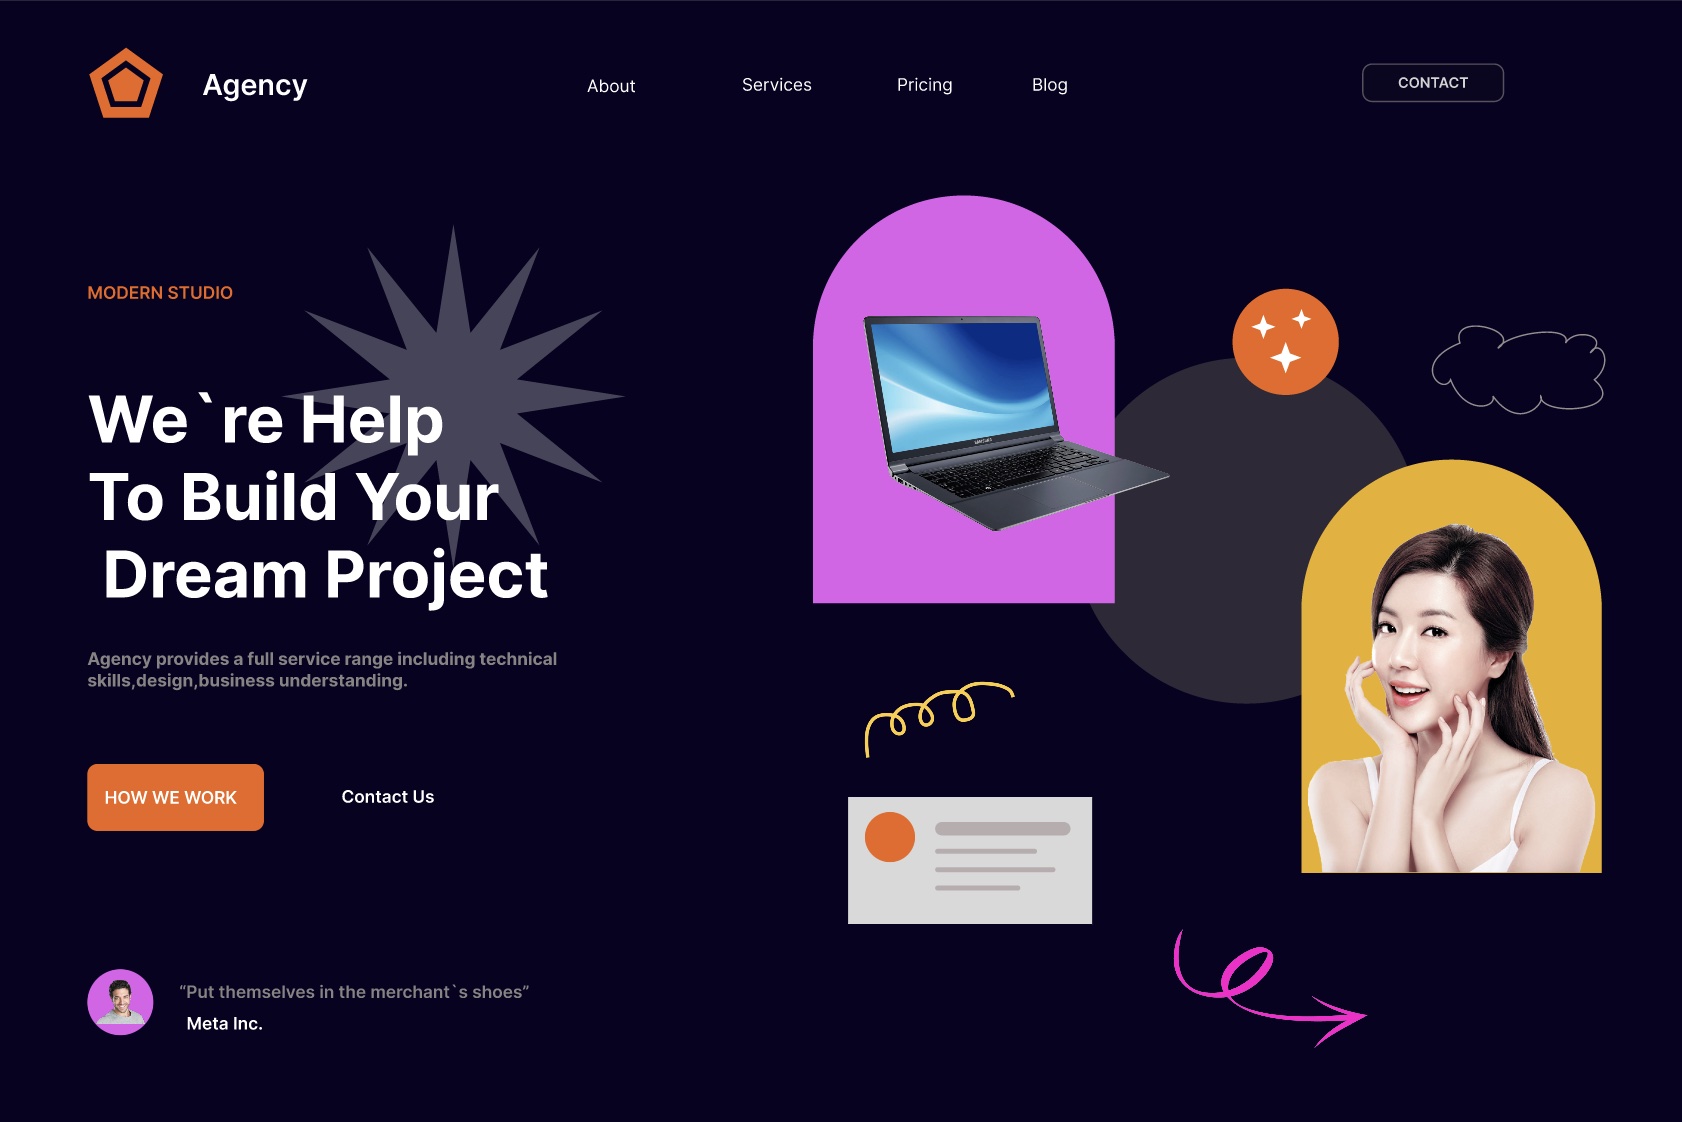 Agency
About
Services
Pricing
Blog
CONTACT
MODERN STUDIO
We`re Help
To Build Your
Dream Project
Agency provides a full service range including technical
skills,design,business understanding.
HOW WE WORK
Contact Us
“Put themselves in the merchant`s shoes”
Meta Inc.
SAMSUNG